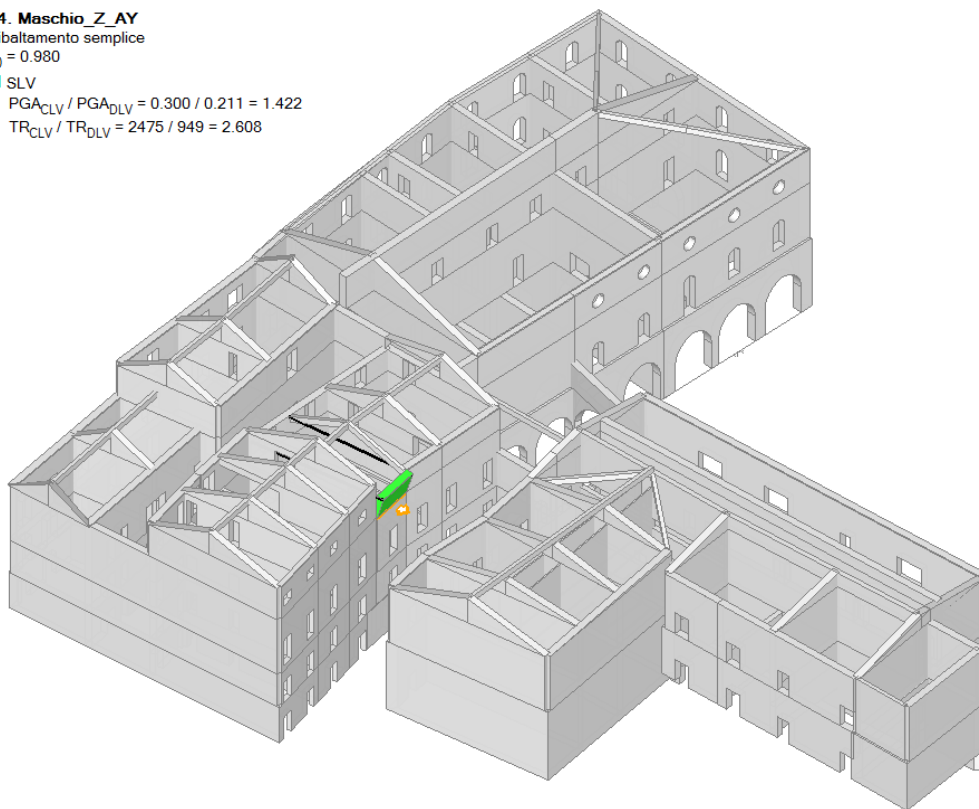 4. Maschio_Z_AY
ibaltamento semplice
= 0.980
SLV
PGA_CLV / PGA_DLV = 0.300 / 0.211 = 1.422
TR_CLV / TR_DLV = 2475 / 949 = 2.608